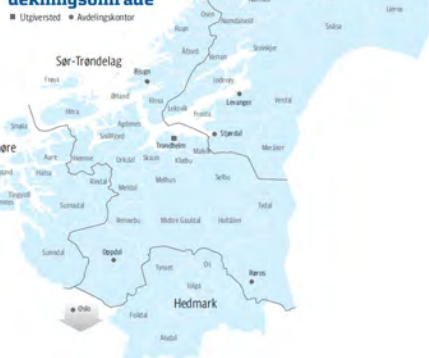 dekningsområde
Utgiversted Avdelingskontor
Osen
Namdalseid
Lierne
Snåsa
Roan
Steinkjer
Åfjord
Verran
Sør-Trøndelag
Bjugn
Inderøy
Frøya
Ørland
Rissa
Levanger
Verdal
Hitra
Leksvik
Frosta
Agdenes
Smøla
Snillfjord
Stjørdal
Trondheim
Meråker
Aure
Hemne
Orkdal
Skaun
Klæbu
Malvik
Halsa
Rindal
Melhus
Selbu
Meldal
Tingvoll
Surnadal
Tydal
Rennebu
Midtre Gauldal
Holtålen
Sunndal
Oppdal
Tynset
Os
Røros
Tolga
Hedmark
Oslo
Folldal
Alvdal